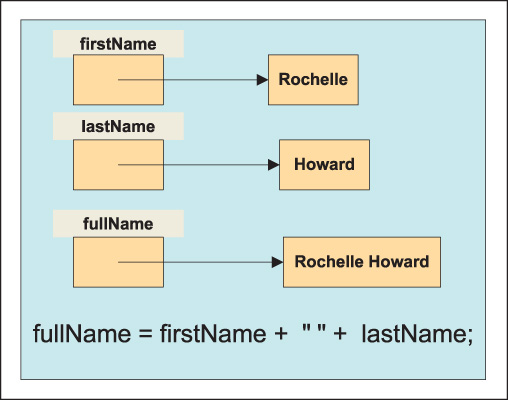 firstName
Rochelle
lastName
Howard
fullName
Rochelle Howard
fullName = firstName + " " + lastName;